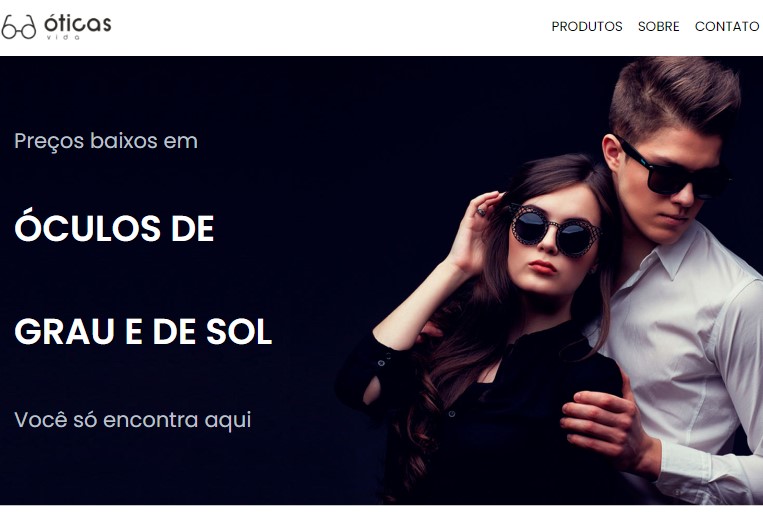 óticas
vida
PRODUTOS SOBRE CONTATO
Preços baixos em
ÓCULOS DE
GRAU E DE SOL
Você só encontra aqui